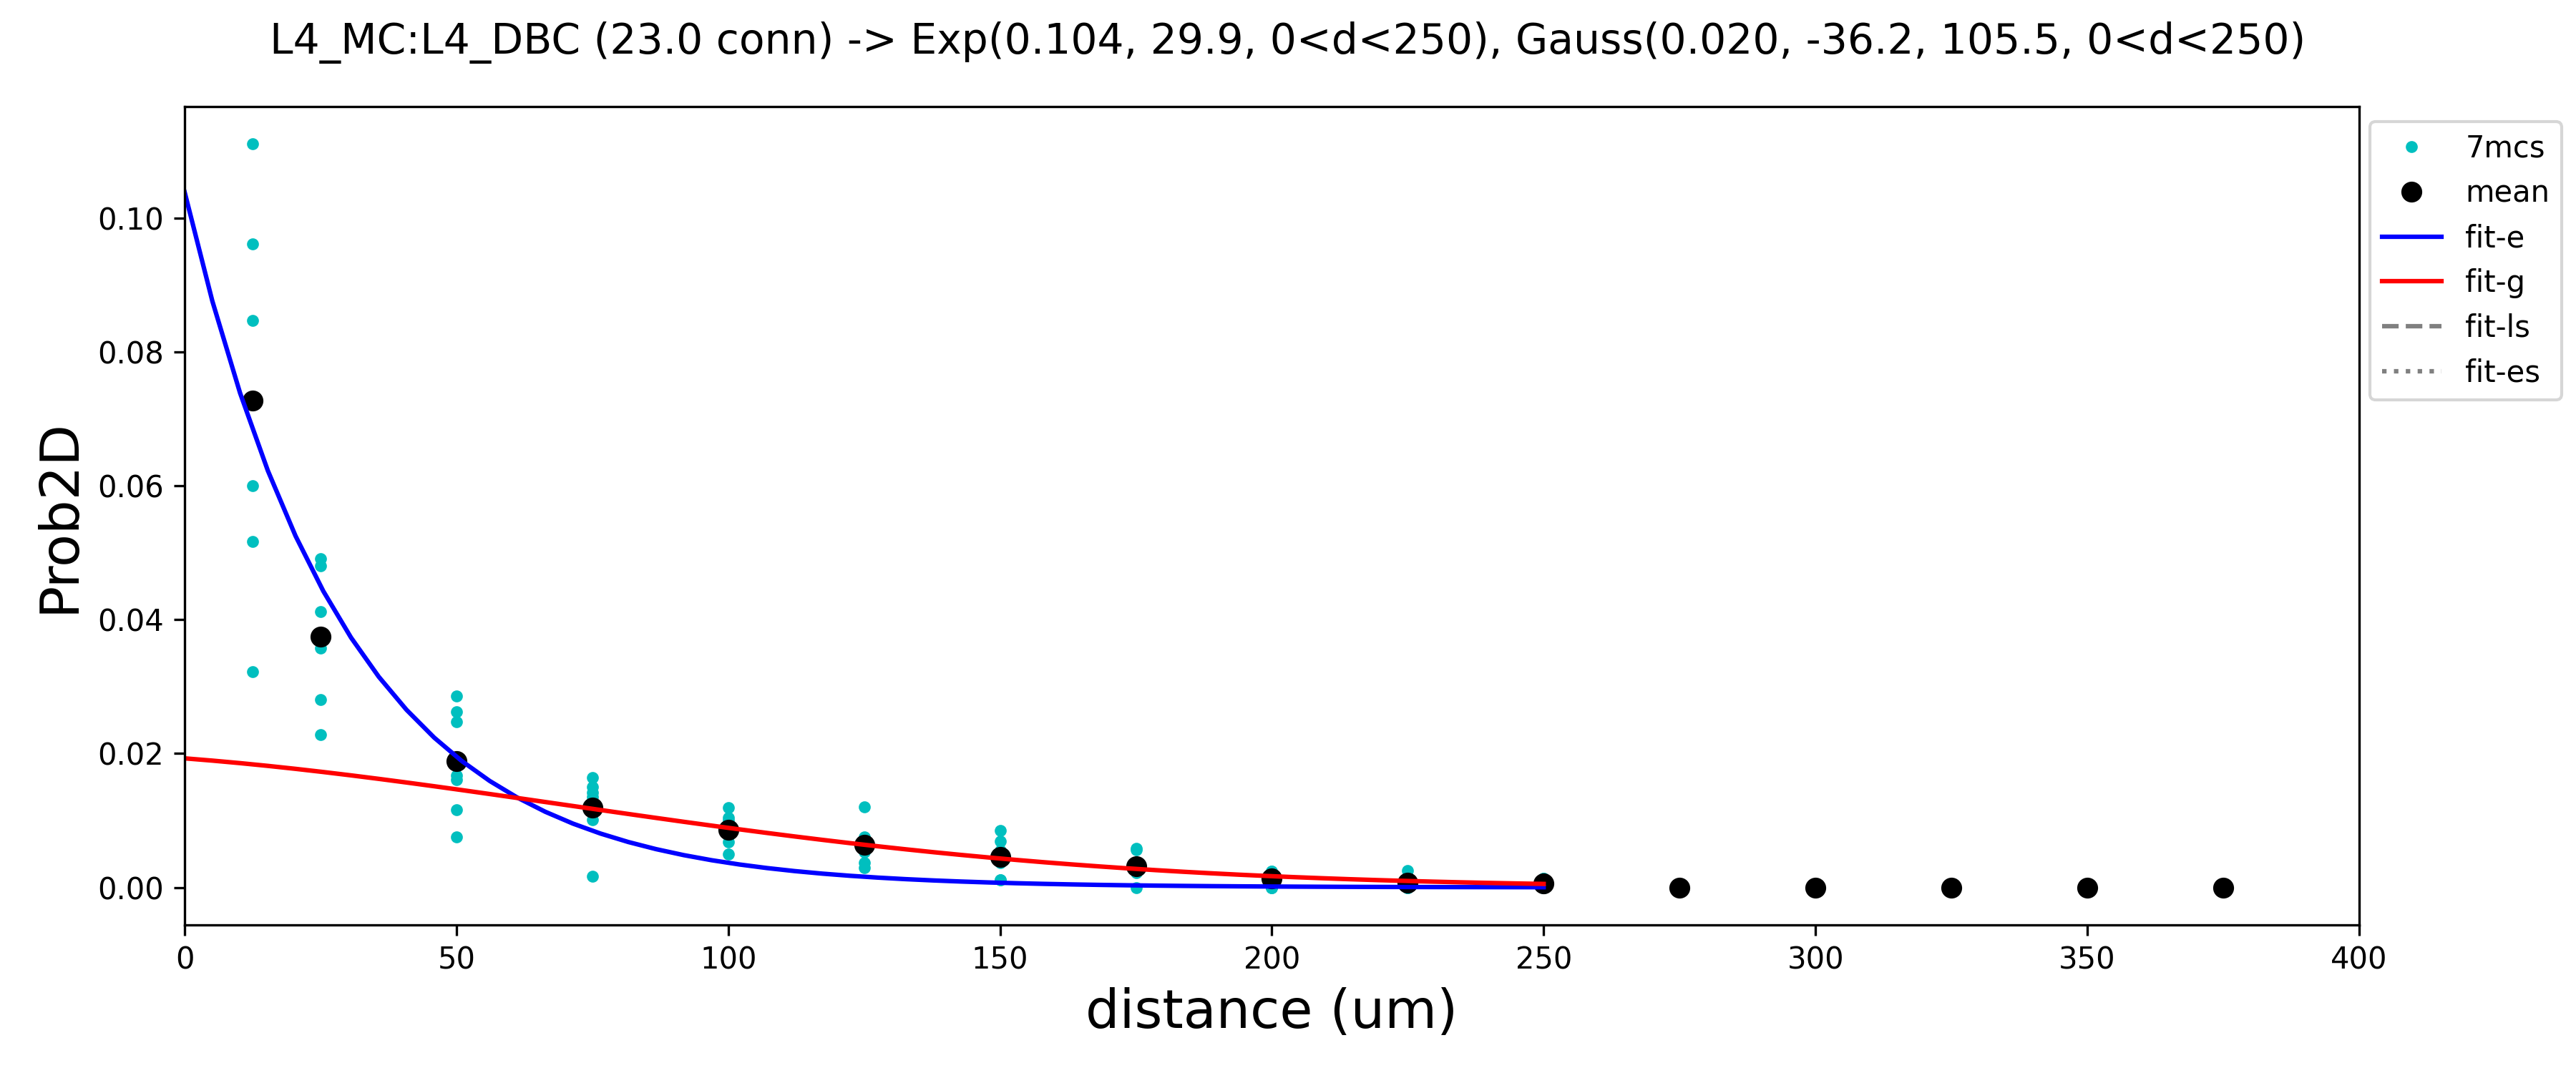 L4_MC:L4_DBC (23.0 conn) -> Exp(0.104, 29.9, 0<d<250), Gauss(0.020, -36.2, 105.5, 0<d<250)
7mcs
mean
fit-e
fit-g
fit-ls
fit-es
Prob2D
0.10
0.08
0.06
0.04
0.02
0.00
0 50 100 150 200 250 300 350 400
distance (um)